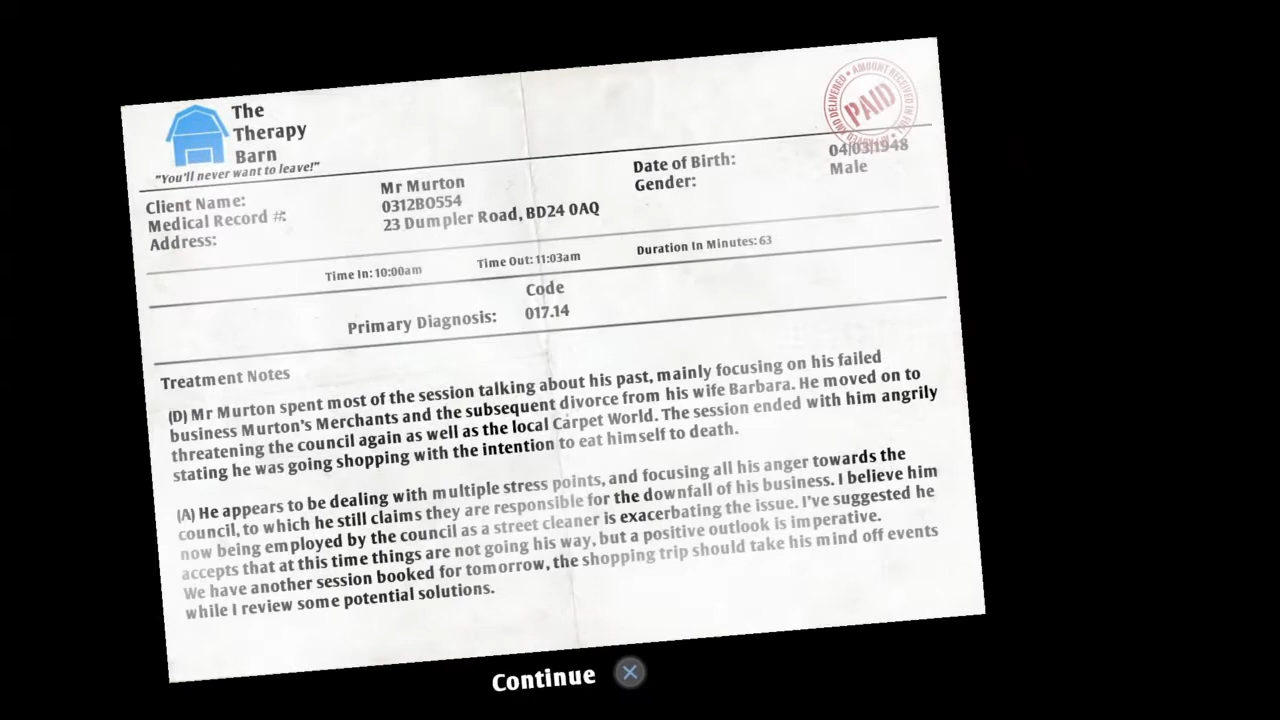 The
Therapy
Barn
"You'll never want to leave!"
AMOUNT RECEIVED IN FULL • APPROVED AND DELIVERED •
PAID
Client Name: Mr Murton Date of Birth: 04/03/1948
Medical Record #: 0312BO554 Gender: Male
Address: 23 Dumpler Road, BD24 0AQ
Time In: 10:00am Time Out: 11:03am Duration In Minutes: 63
Code
Primary Diagnosis: 017.14
Treatment Notes
(D) Mr Murton spent most of the session talking about his past, mainly focusing on his failed
business Murton's Merchants and the subsequent divorce from his wife Barbara. He moved on to
threatening the council again as well as the local Carpet World. The session ended with him angrily
stating he was going shopping with the intention to eat himself to death.
(A) He appears to be dealing with multiple stress points, and focusing all his anger towards the
council, to which he still claims they are responsible for the downfall of his business. I believe him
now being employed by the council as a street cleaner is exacerbating the issue. I've suggested he
accepts that at this time things are not going his way, but a positive outlook is imperative.
We have another session booked for tomorrow, the shopping trip should take his mind off events
while I review some potential solutions.
Continue